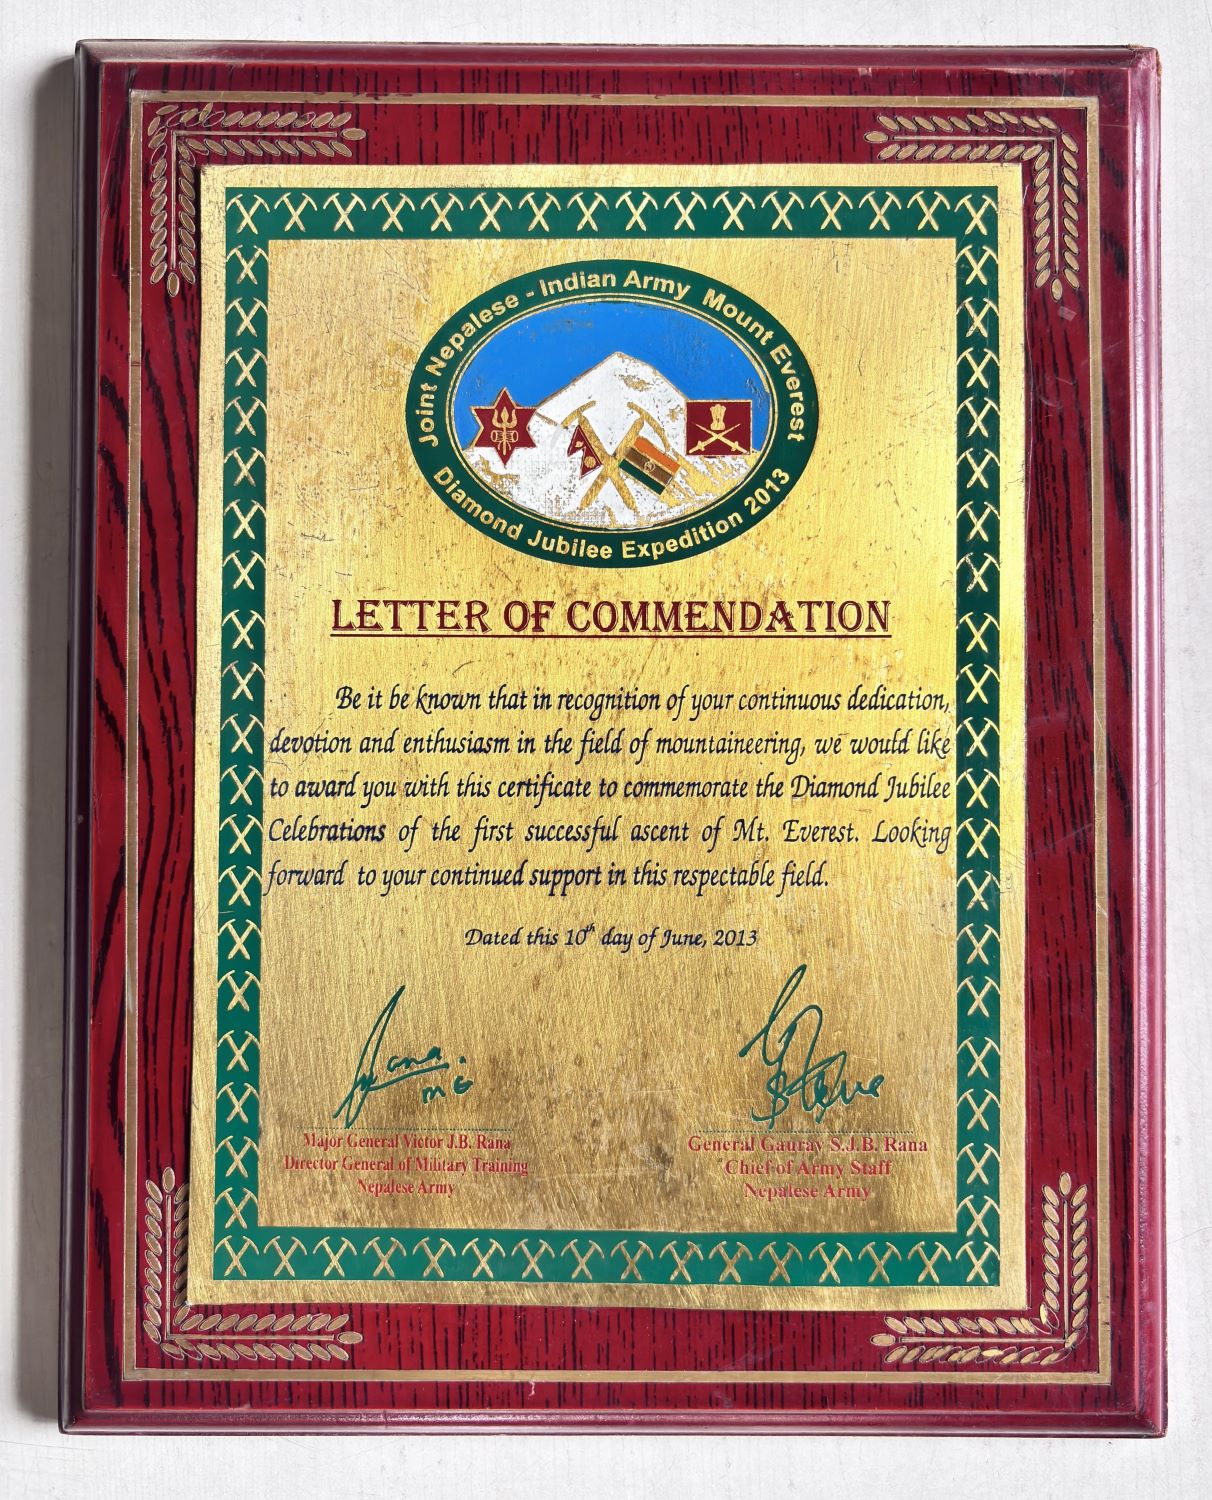 Joint Nepalese - Indian Army Mount Everest
Diamond Jubilee Expedition 2013
LETTER OF COMMENDATION
Be it be known that in recognition of your continuous dedication,
devotion and enthusiasm in the field of mountaineering, we would like
to award you with this certificate to commemorate the Diamond Jubilee
Celebrations of the first successful ascent of Mt. Everest. Looking
forward to your continued support in this respectable field.
Dated this 10th day of June, 2013
Rana
MG
Rana
Major General Victor J.B. Rana
Director General of Military Training
Nepalese Army
General Gaurav S.J.B. Rana
Chief of Army Staff
Nepalese Army